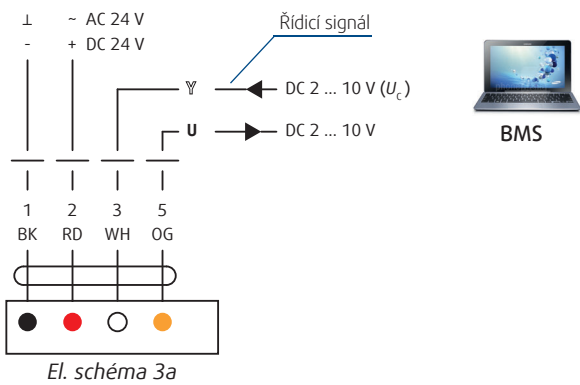 ⊥ ~ AC 24 V
- + DC 24 V
Řídicí signál
Y DC 2 ... 10 V (Uc)
U DC 2 ... 10 V
BMS
1 2 3 5
BK RD WH OG
El. schéma 3a